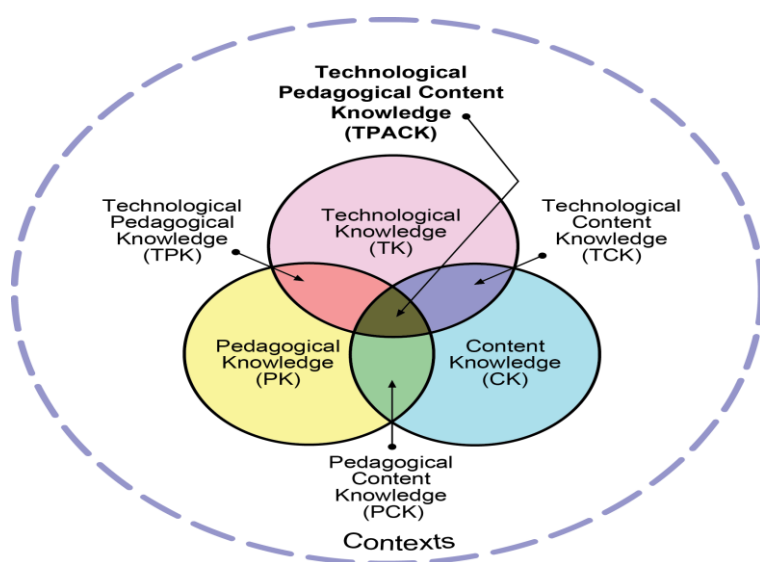 Technological
Pedagogical Content
Knowledge
(TPACK)
Technological
Pedagogical
Knowledge
(TPK)
Technological
Knowledge
(TK)
Technological
Content
Knowledge
(TCK)
Pedagogical
Knowledge
(PK)
Content
Knowledge
(CK)
Pedagogical
Content
Knowledge
(PCK)
Contexts